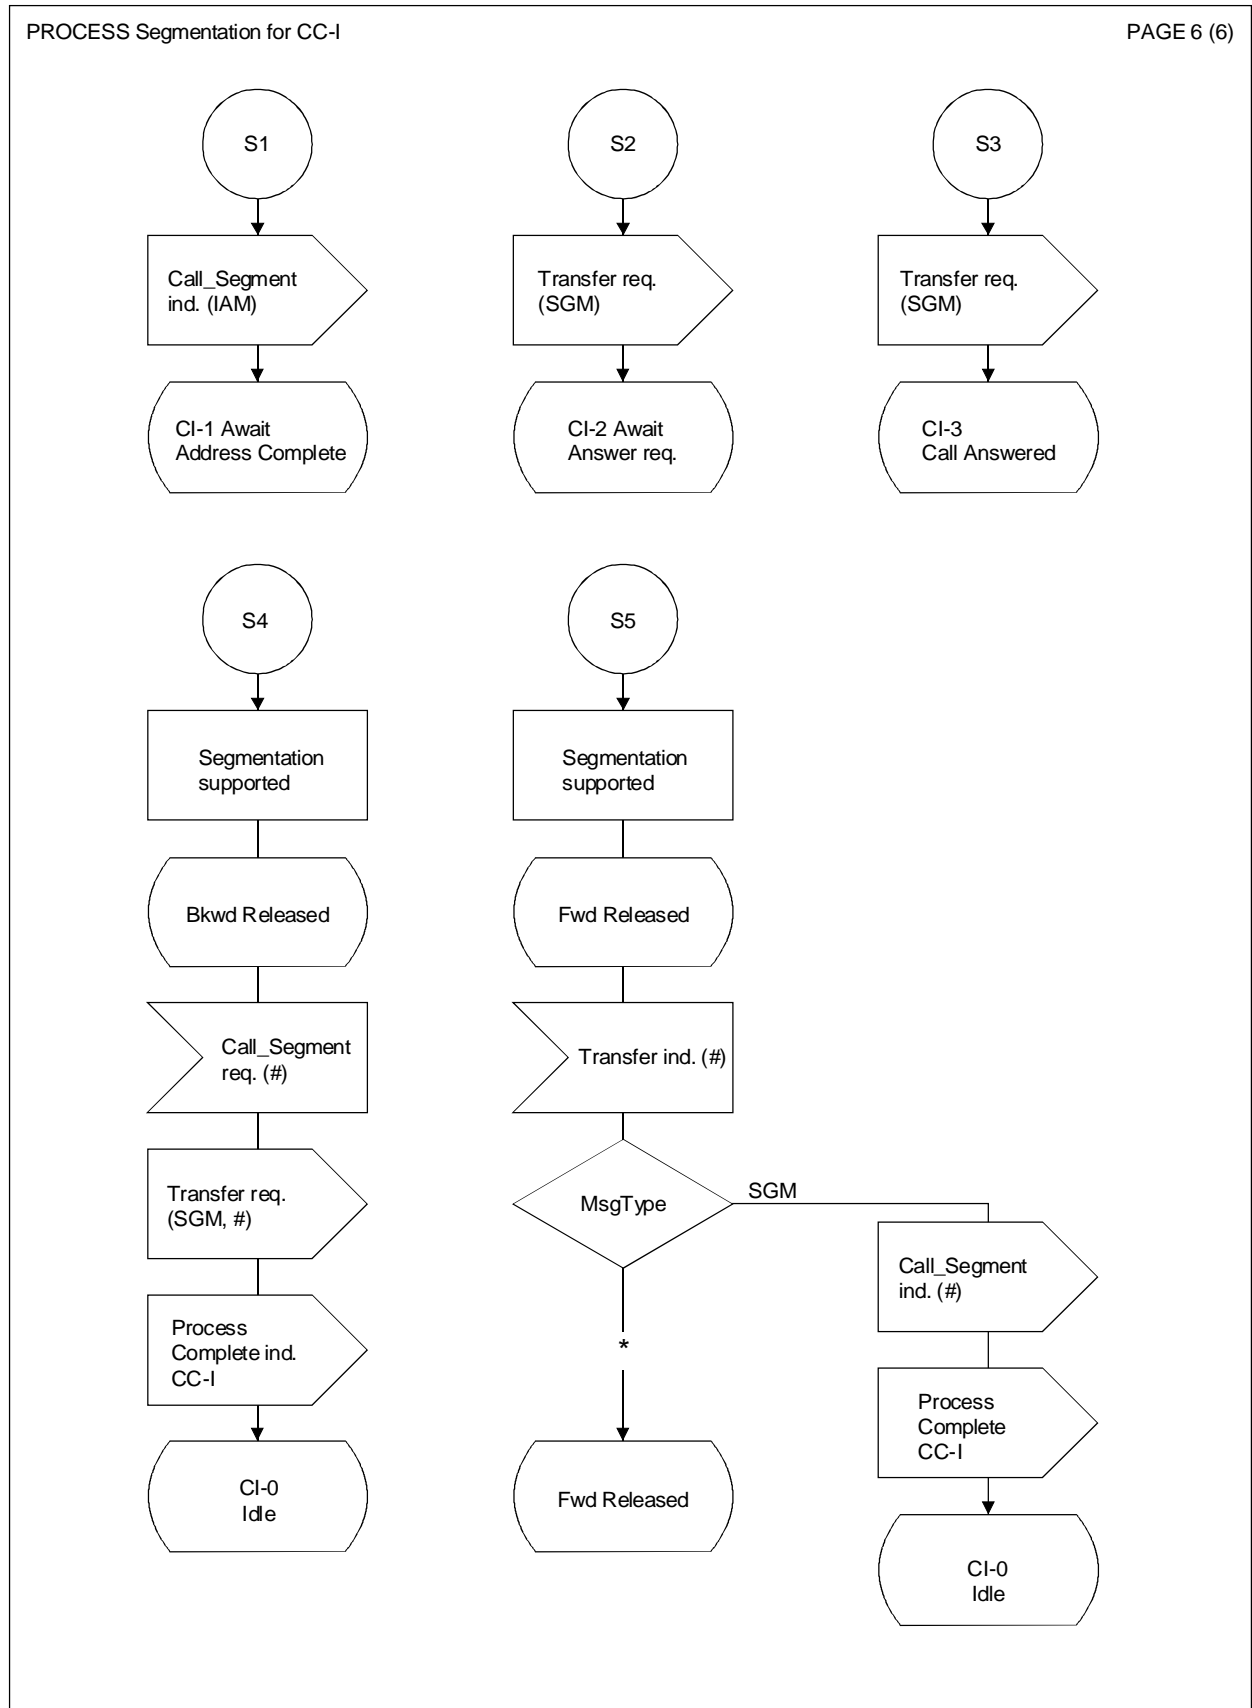 PROCESS Segmentation for CC-I
PAGE 6 (6)
S1
S2
S3
Call_Segment
ind. (IAM)
Transfer req.
(SGM)
Transfer req.
(SGM)
CI-1 Await
Address Complete
CI-2 Await
Answer req.
CI-3
Call Answered
S4
S5
Segmentation
supported
Segmentation
supported
Bkwd Released
Fwd Released
Call_Segment
req. (#)
Transfer ind. (#)
Transfer req.
(SGM, #)
MsgType
SGM
Call_Segment
ind. (#)
Process
Complete ind.
CC-I
*
Process
Complete
CC-I
CI-0
Idle
Fwd Released
CI-0
Idle